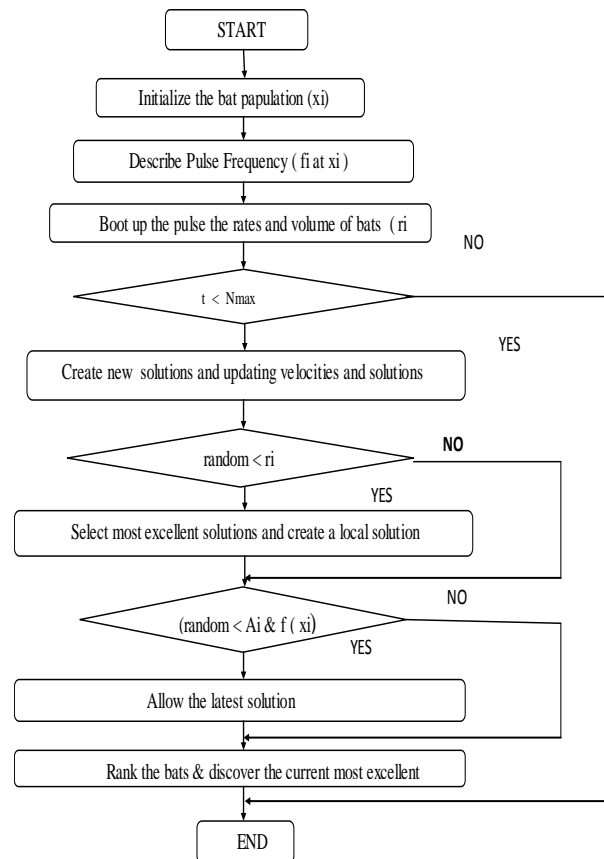 START
Initialize the bat papulation (xi)
Describe Pulse Frequency ( fi at xi )
Boot up the pulse the rates and volume of bats ( ri
NO
t < Nmax
YES
Create new solutions and updating velocities and solutions
NO
random < ri
YES
Select most excellent solutions and create a local solution
NO
(random < Ai & f ( xi)
YES
Allow the latest solution
Rank the bats & discover the current most excellent
END